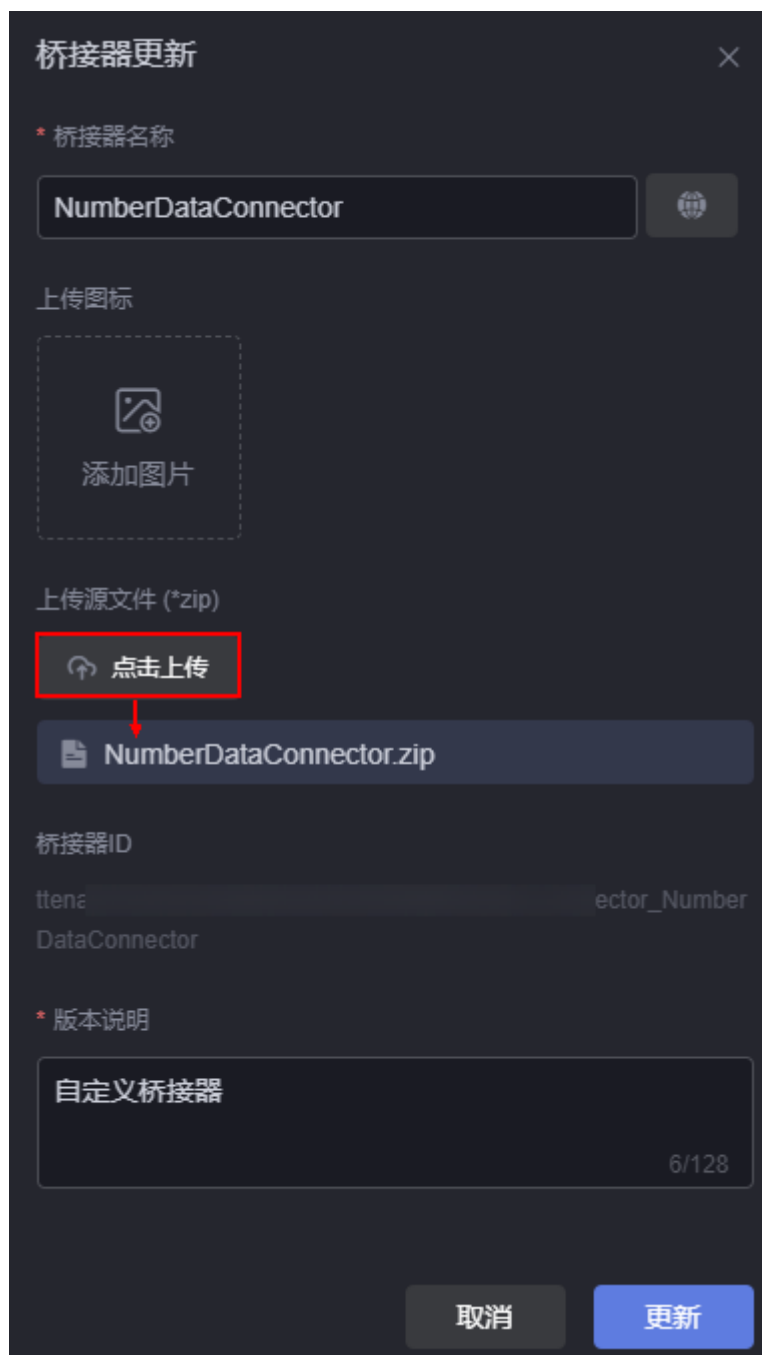 桥接器更新
* 桥接器名称
NumberDataConnector
上传图标
添加图片
上传源文件 (*zip)
点击上传
NumberDataConnector.zip
桥接器ID
ttena ector_Number
DataConnector
* 版本说明
自定义桥接器
6/128
取消 更新